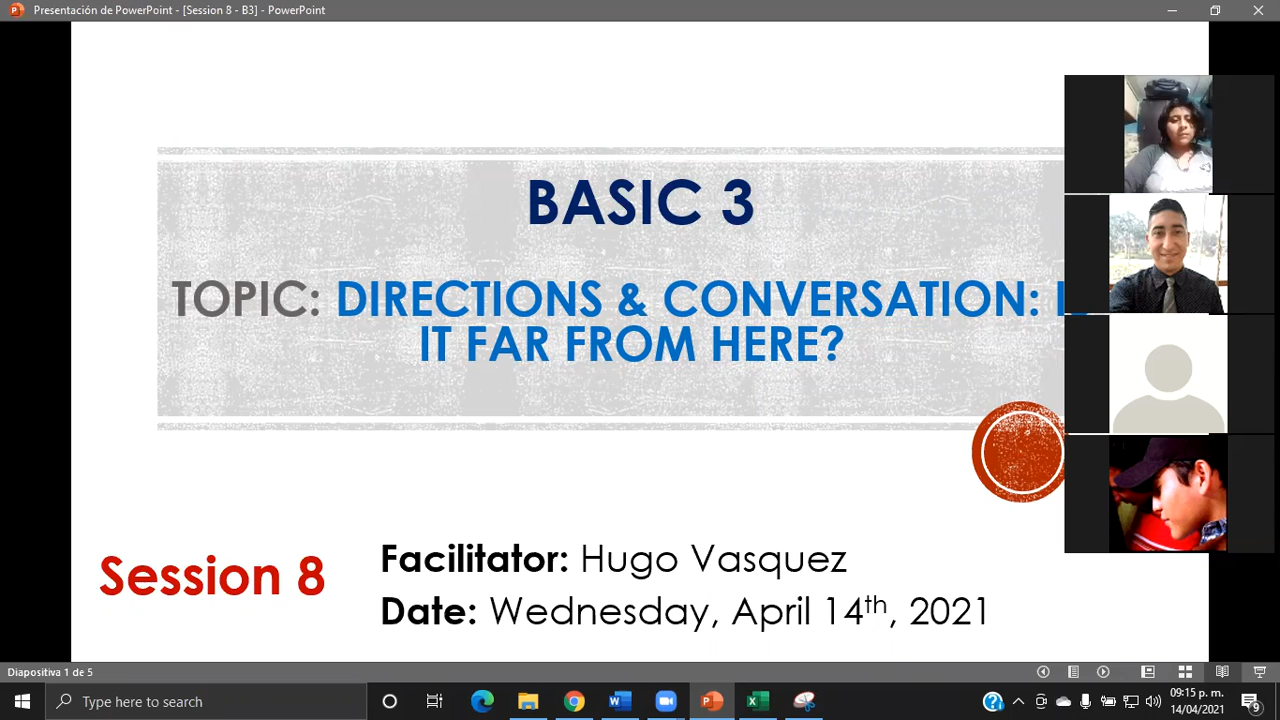 Presentación de PowerPoint - [Session 8 - B3] - PowerPoint
BASIC 3
TOPIC: DIRECTIONS & CONVERSATION:
IT FAR FROM HERE?
Session 8
Facilitator: Hugo Vasquez
Date: Wednesday, April 14th, 2021
Diapositiva 1 de 5
Type here to search
09:15 p. m.
14/04/2021
9